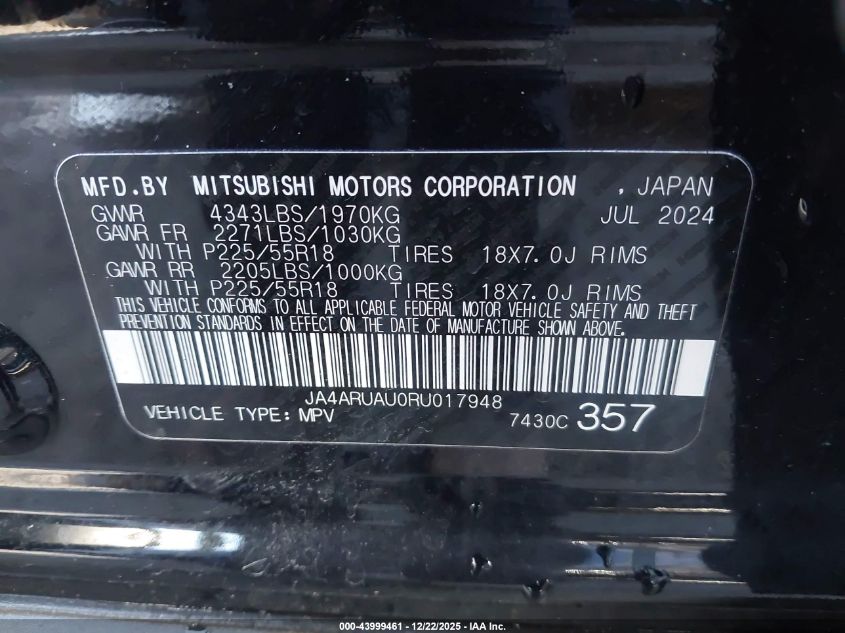 MFD.BY MITSUBISHI MOTORS CORPORATION , JAPAN
GVWR 4343LBS/1970KG JUL 2024
GAWR FR 2271LBS/1030KG
WITH P225/55R18 TIRES 18X7.0J RIMS
GAWR RR 2205LBS/1000KG
WITH P225/55R18 TIRES 18X7.0J RIMS
THIS VEHICLE CONFORMS TO ALL APPLICABLE FEDERAL MOTOR VEHICLE SAFETY AND THEFT
PREVENTION STANDARDS IN EFFECT ON THE DATE OF MANUFACTURE SHOWN ABOVE.
JA4ARUAU0RU017948
VEHICLE TYPE: MPV 7430C 357
000-43999461 - 12/22/2025 - IAA Inc.